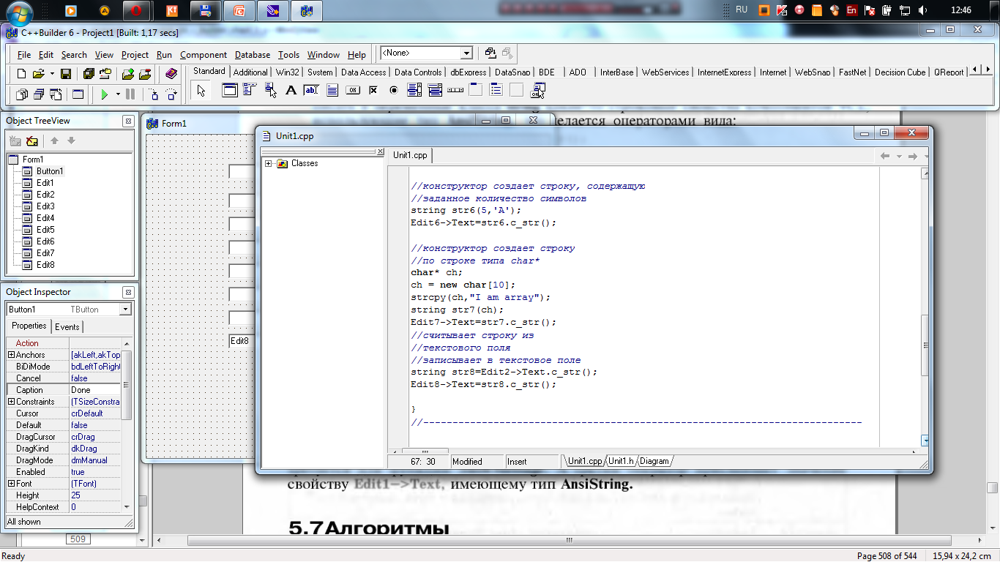 RU
En
12:46
C++Builder 6 - Project1 [Built: 1,17 secs]
File Edit Search View Project Run Component Database Tools Window Help
<None>
Standard Additional Win32 System Data Access Data Controls dbExpress DataSnap BDE ADO InterBase WebServices InternetExpress Internet WebSnap FastNet Decision Cube QReport
Object TreeView
Form1
Button1
Edit1
Edit2
Edit3
Edit4
Edit5
Edit6
Edit7
Edit8
Object Inspector
Button1 TButton
Properties Events
Action
Anchors [akLeft,akTop
BiDiMode bdLeftToRight
Cancel false
Caption Done
Constraints (TSizeConstra
Cursor crDefault
Default false
DragCursor crDrag
DragKind dkDrag
DragMode dmManual
Enabled true
Font (TFont)
Height 25
HelpContext 0
All shown
Form1
Edit8
елается операторами вида:
Unit1.cpp
Classes
Unit1.cpp
//конструктор создает строку, содержащую
//заданное количество символов
string str6(5,'A');
Edit6->Text=str6.c_str();
//конструктор создает строку
//по строке типа char*
char* ch;
ch = new char[10];
strcpy(ch,"I am array");
string str7(ch);
Edit7->Text=str7.c_str();
//считывает строку из
//текстового поля
//записывает в текстовое поле
string str8=Edit2->Text.c_str();
Edit8->Text=str8.c_str();
}
//---------------------------------------------------------------------------
67: 30 Modified Insert Unit1.cpp Unit1.h Diagram
свойству Edit1—>Text, имеющему тип AnsiString.
5.7Алгоритмы
509
Ready
Page 508 of 544 15,94 x 24,2 cm